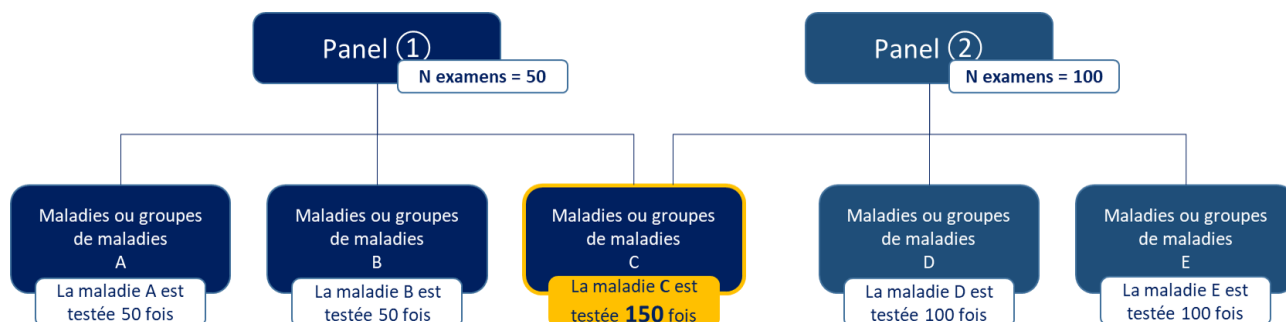 Panel ①
N examens = 50
Panel ②
N examens = 100
Maladies ou groupes
de maladies
A
La maladie A est
testée 50 fois
Maladies ou groupes
de maladies
B
La maladie B est
testée 50 fois
Maladies ou groupes
de maladies
C
La maladie C est
testée 150 fois
Maladies ou groupes
de maladies
D
La maladie D est
testée 100 fois
Maladies ou groupes
de maladies
E
La maladie E est
testée 100 fois